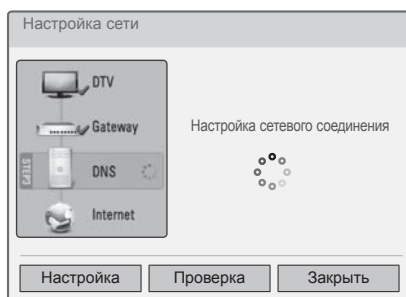 Настройка сети
DTV
Gateway
STEP3
DNS
Internet
Настройка сетевого соединения
Настройка
Проверка
Закрыть